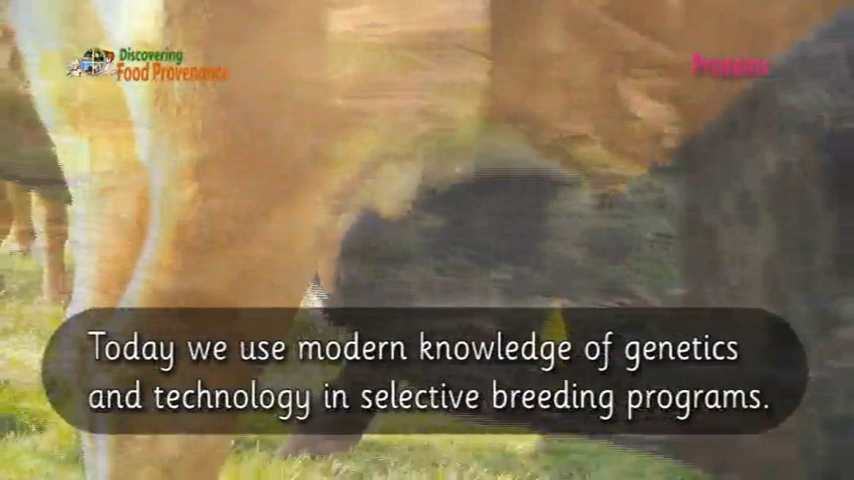 Discovering
Food Provenance
Proteins
Today we use modern knowledge of genetics
and technology in selective breeding programs.